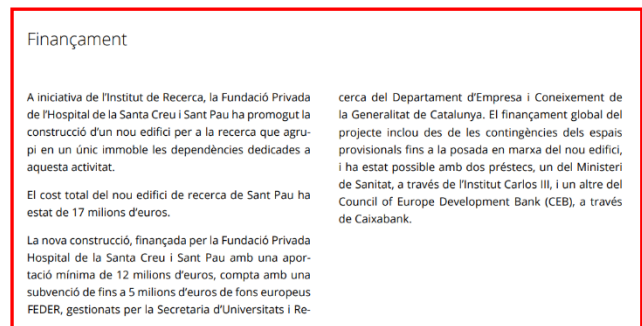 Finançament
A iniciativa de l'Institut de Recerca, la Fundació Privada
de l'Hospital de la Santa Creu i Sant Pau ha promogut la
construcció d'un nou edifici per a la recerca que agru-
pi en un únic immoble les dependències dedicades a
aquesta activitat.
El cost total del nou edifici de recerca de Sant Pau ha
estat de 17 milions d'euros.
La nova construcció, finançada per la Fundació Privada
Hospital de la Santa Creu i Sant Pau amb una apor-
tació mínima de 12 milions d'euros, compta amb una
subvenció de fins a 5 milions d'euros de fons europeus
FEDER, gestionats per la Secretaria d'Universitats i Re-
cerca del Departament d'Empresa i Coneixement de
la Generalitat de Catalunya. El finançament global del
projecte inclou des de les contingències dels espais
provisionals fins a la posada en marxa del nou edifici,
i ha estat possible amb dos préstecs, un del Ministeri
de Sanitat, a través de l'Institut Carlos III, i un altre del
Council of Europe Development Bank (CEB), a través
de Caixabank.